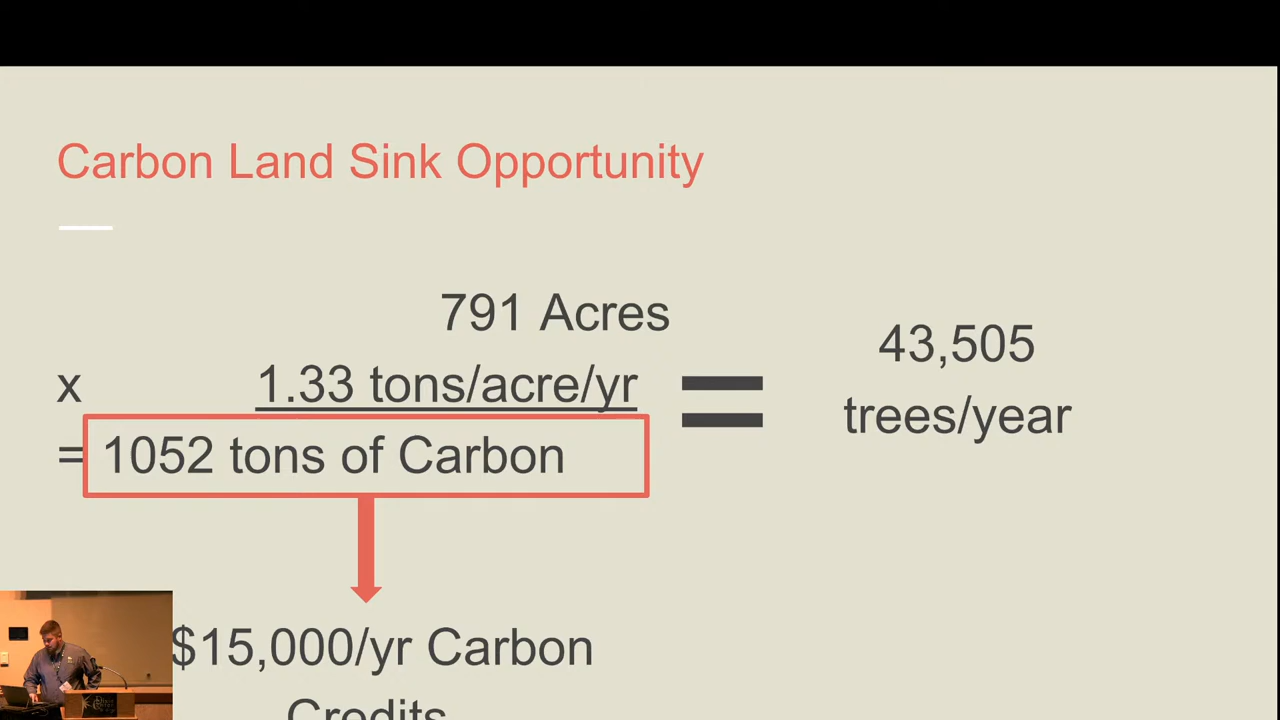 Carbon Land Sink Opportunity
791 Acres
x 1.33 tons/acre/yr
= 1052 tons of Carbon
=
43,505
trees/year
$15,000/yr Carbon
Credits